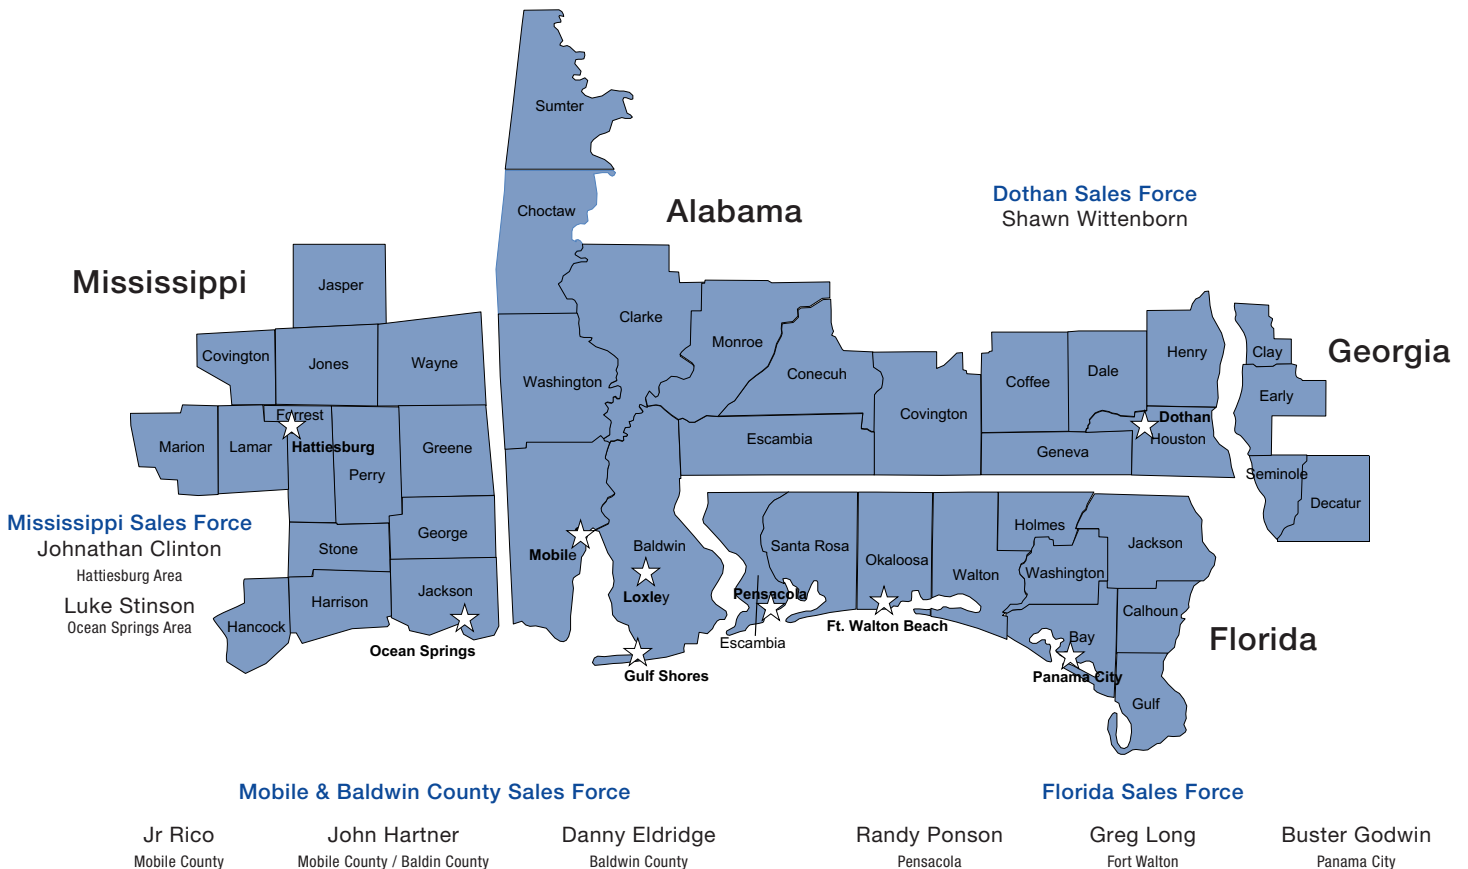 Sumter
Choctaw
Alabama
Dothan Sales Force
Shawn Wittenborn
Mississippi
Jasper
Clarke
Monroe
Henry
Georgia
Covington
Jones
Wayne
Washington
Conecuh
Coffee
Dale
Clay
Early
Forrest
Hattiesburg
Marion
Lamar
Perry
Greene
Escambia
Covington
Geneva
Dothan
Houston
Seminole
Decatur
Mississippi Sales Force
Johnathan Clinton
Hattiesburg Area
Luke Stinson
Ocean Springs Area
Stone
George
Mobile
Baldwin
Loxley
Santa Rosa
Okaloosa
Walton
Holmes
Washington
Jackson
Hancock
Harrison
Jackson
Ocean Springs
Pensacola
Escambia
Ft. Walton Beach
Calhoun
Bay
Florida
Gulf Shores
Panama City
Gulf
Mobile & Baldwin County Sales Force
Florida Sales Force
Jr Rico
Mobile County
John Hartner
Mobile County / Baldin County
Danny Eldridge
Baldwin County
Randy Ponson
Pensacola
Greg Long
Fort Walton
Buster Godwin
Panama City